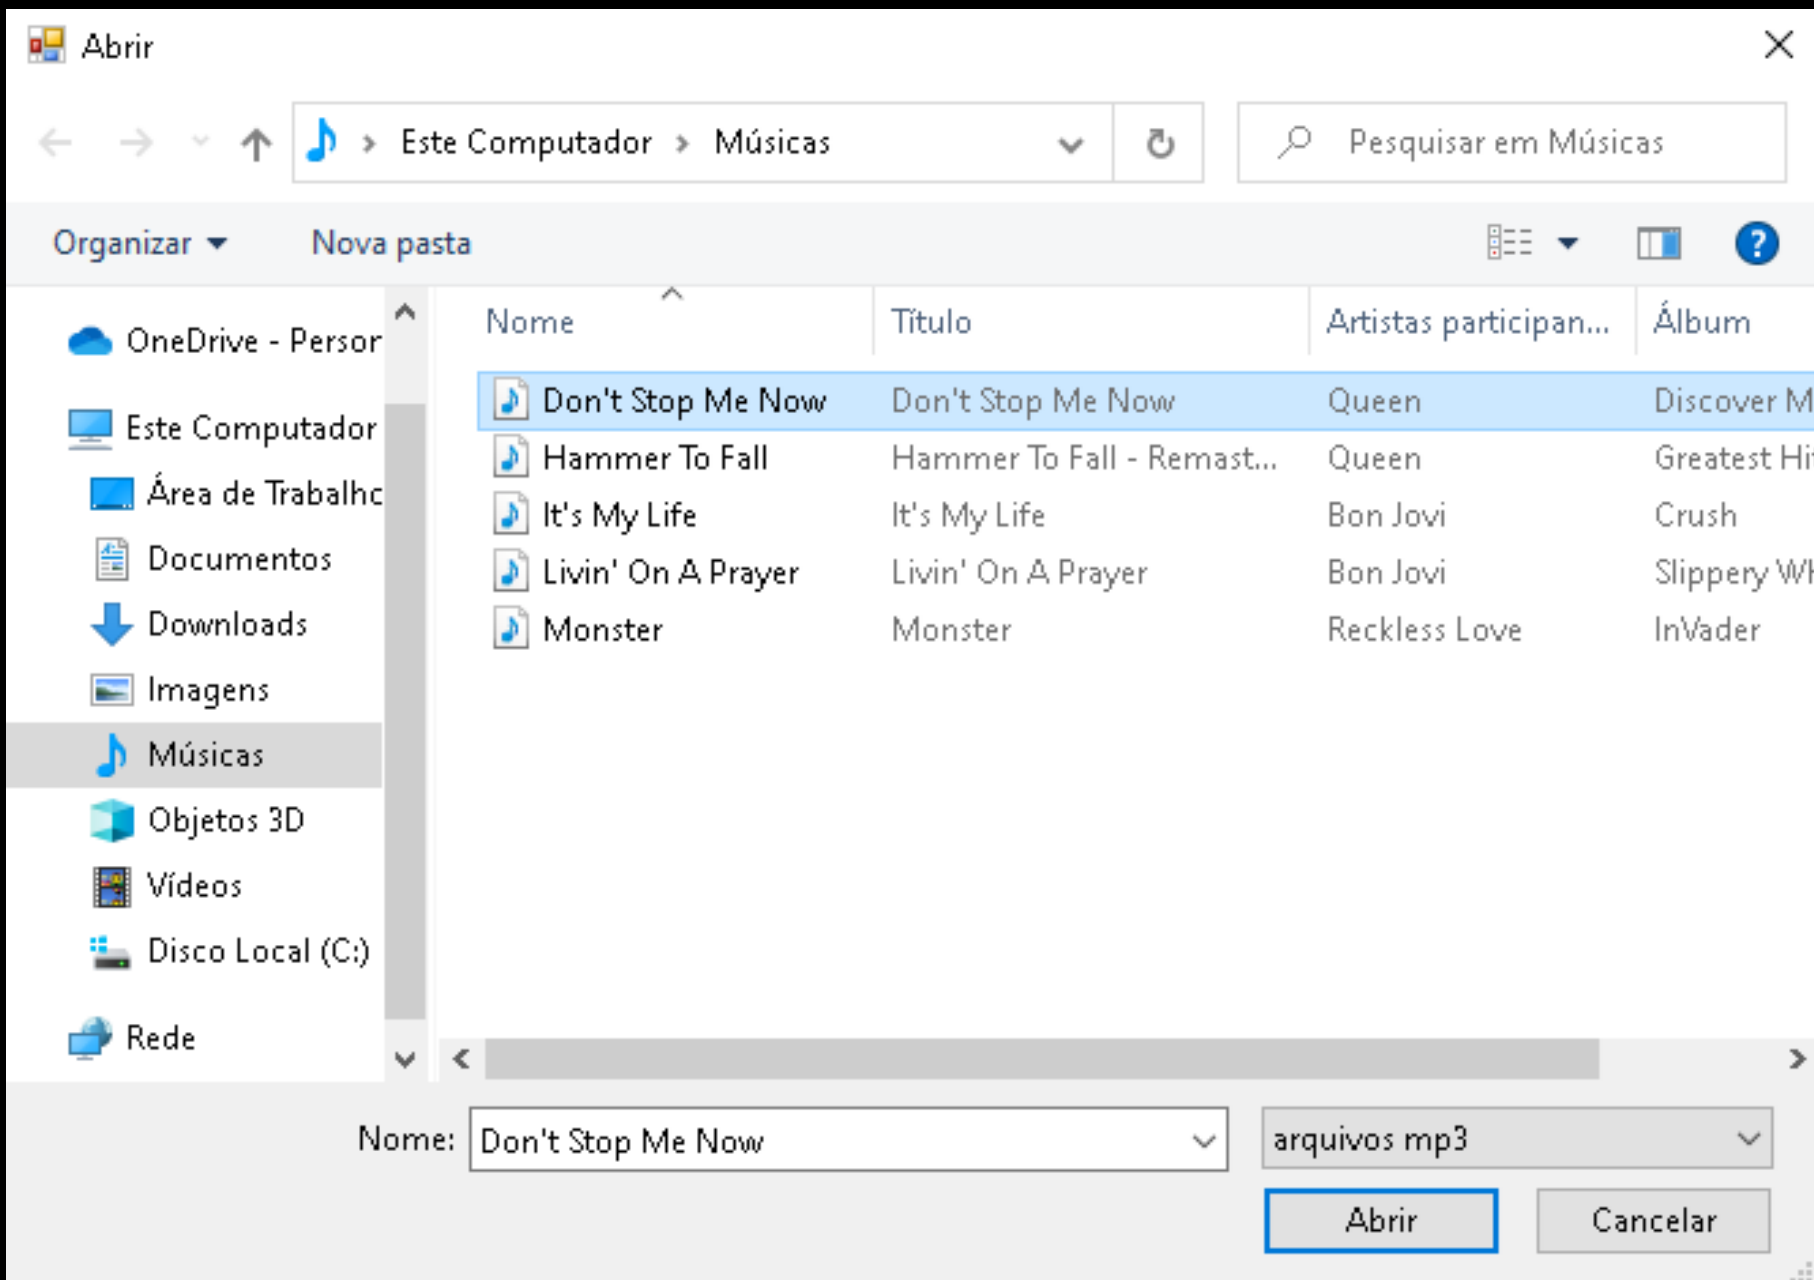 Abrir
Este Computador > Músicas
Pesquisar em Músicas
Organizar
Nova pasta
OneDrive - Person
Este Computador
Área de Trabalho
Documentos
Downloads
Imagens
Músicas
Objetos 3D
Vídeos
Disco Local (C:)
Rede
Nome Título Artistas participan... Álbum
Don't Stop Me Now Don't Stop Me Now Queen Discover M
Hammer To Fall Hammer To Fall - Remast... Queen Greatest Hit
It's My Life It's My Life Bon Jovi Crush
Livin' On A Prayer Livin' On A Prayer Bon Jovi Slippery Wh
Monster Monster Reckless Love InVader
Nome: Don't Stop Me Now arquivos mp3
Abrir Cancelar